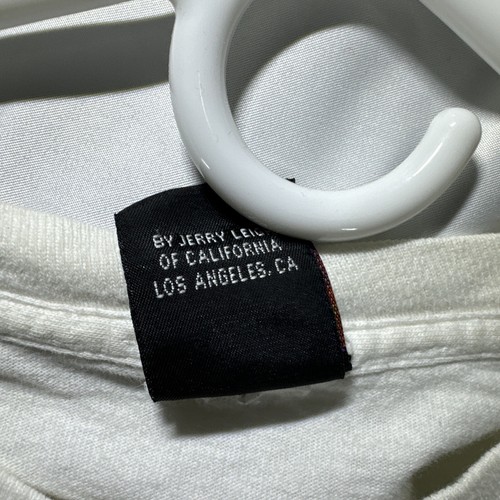 BY JERRY
OF CALIFORNIA
LOS ANGELES, CA